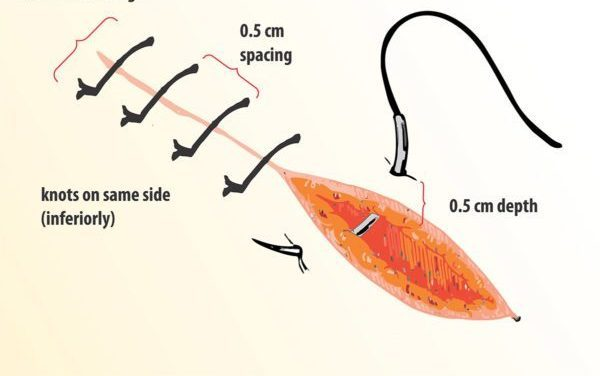 0.5 cm
spacing
knots on same side
(inferiorly)
0.5 cm depth